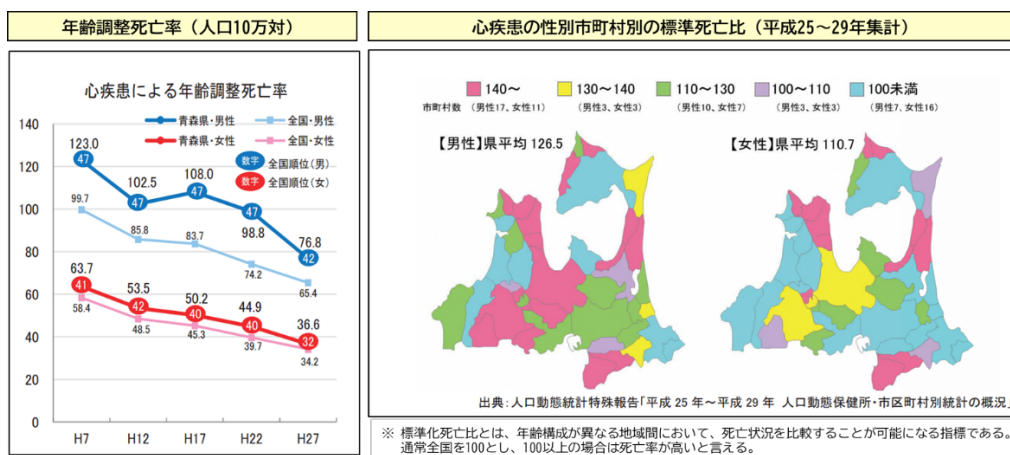 年齢調整死亡率（人口10万対）
心疾患による年齢調整死亡率
青森県・男性 全国・男性
青森県・女性 全国・女性
数字 全国順位（男）
数字 全国順位（女）
140
120
100
80
60
40
20
0
123.0 102.5 108.0 98.8 76.8
47 47 47 47 42
99.7 85.8 83.7 74.2 65.4
63.7 53.5 50.2 44.9 36.6
41 42 40 40 32
58.4 48.5 45.3 39.7 34.2
H7 H12 H17 H22 H27
心疾患の性別市町村別の標準死亡比（平成25～29年集計）
140～ 130～140 110～130 100～110 100未満
市町村数 （男性17、女性11） （男性3、女性3） （男性10、女性7） （男性3、女性3） （男性7、女性16）
【男性】県平均 126.5
【女性】県平均 110.7
出典：人口動態統計特殊報告「平成 25 年～平成 29 年 人口動態保健所・市区町村別統計の概況」
※ 標準化死亡比とは、年齢構成が異なる地域間において、死亡状況を比較することが可能になる指標である。
通常全国を100とし、100以上の場合は死亡率が高いと言える。